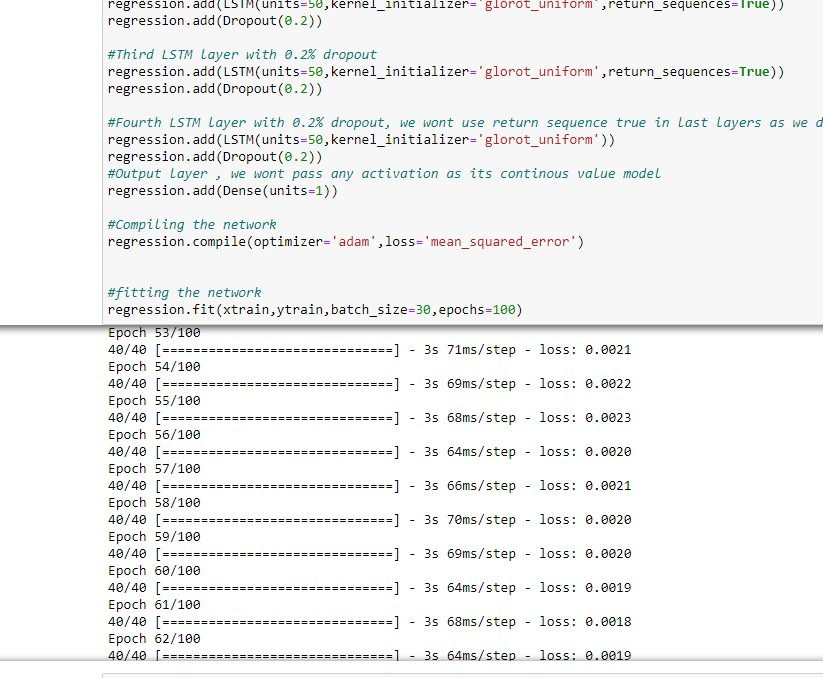 regression.add(LSTM(units=50,kernel_initializer='glorot_uniform',return_sequences=True))
regression.add(Dropout(0.2))
#Third LSTM layer with 0.2% dropout
regression.add(LSTM(units=50,kernel_initializer='glorot_uniform',return_sequences=True))
regression.add(Dropout(0.2))
#Fourth LSTM layer with 0.2% dropout, we wont use return sequence true in last layers as we d
regression.add(LSTM(units=50,kernel_initializer='glorot_uniform'))
regression.add(Dropout(0.2))
#Output layer , we wont pass any activation as its continous value model
regression.add(Dense(units=1))
#Compiling the network
regression.compile(optimizer='adam',loss='mean_squared_error')
#fitting the network
regression.fit(xtrain,ytrain,batch_size=30,epochs=100)
Epoch 53/100
40/40 [==============================] - 3s 71ms/step - loss: 0.0021
Epoch 54/100
40/40 [==============================] - 3s 69ms/step - loss: 0.0022
Epoch 55/100
40/40 [==============================] - 3s 68ms/step - loss: 0.0023
Epoch 56/100
40/40 [==============================] - 3s 64ms/step - loss: 0.0020
Epoch 57/100
40/40 [==============================] - 3s 66ms/step - loss: 0.0021
Epoch 58/100
40/40 [==============================] - 3s 70ms/step - loss: 0.0020
Epoch 59/100
40/40 [==============================] - 3s 69ms/step - loss: 0.0020
Epoch 60/100
40/40 [==============================] - 3s 64ms/step - loss: 0.0019
Epoch 61/100
40/40 [==============================] - 3s 68ms/step - loss: 0.0018
Epoch 62/100
40/40 [==============================] - 3s 64ms/step - loss: 0.0019